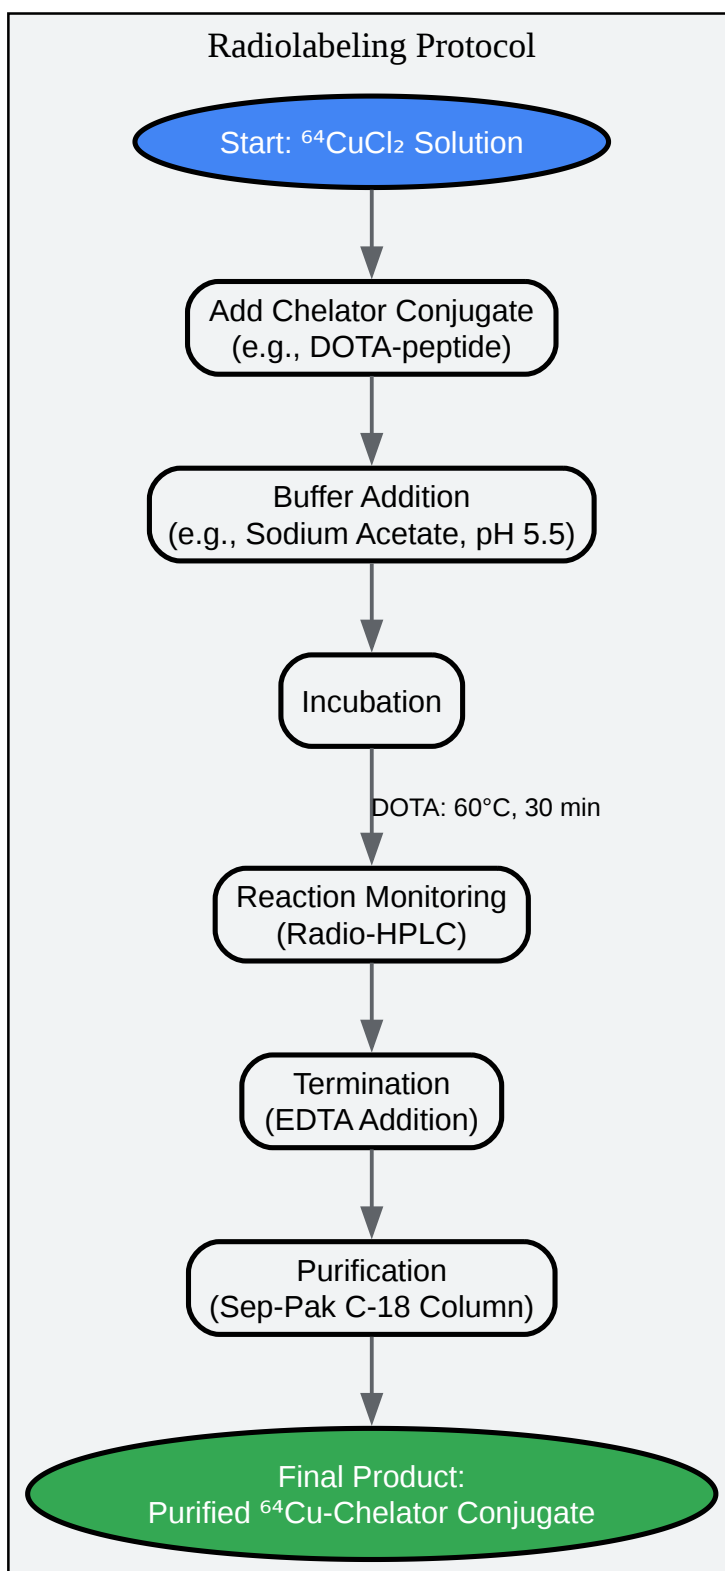 Radiolabeling Protocol
Start: ⁶⁴CuCl₂ Solution
Add Chelator Conjugate
(e.g., DOTA-peptide)
Buffer Addition
(e.g., Sodium Acetate, pH 5.5)
Incubation
DOTA: 60°C, 30 min
Reaction Monitoring
(Radio-HPLC)
Termination
(EDTA Addition)
Purification
(Sep-Pak C-18 Column)
Final Product:
Purified ⁶⁴Cu-Chelator Conjugate